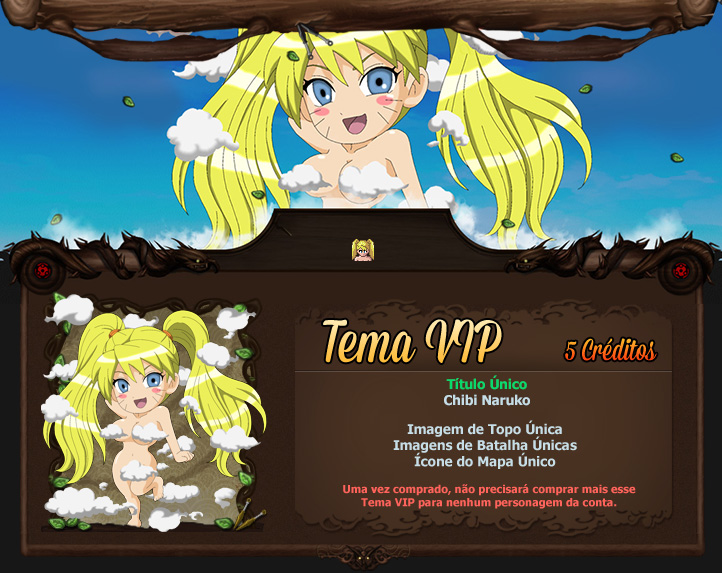 Tema VIP
5 Créditos
Título Único
Chibi Naruko
Imagem de Topo Única
Imagens de Batalha Únicas
Ícone do Mapa Único
Uma vez comprado, não precisará comprar mais esse
Tema VIP para nenhum personagem da conta.